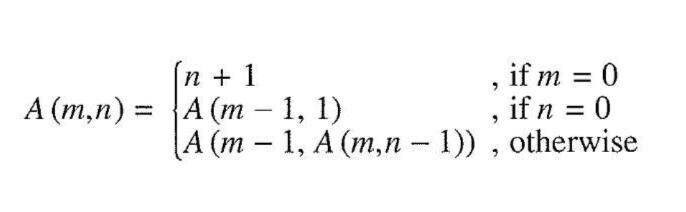 n + 1 , if m = 0
A (m,n) = { A (m − 1, 1) , if n = 0
A (m − 1, A (m,n − 1)) , otherwise